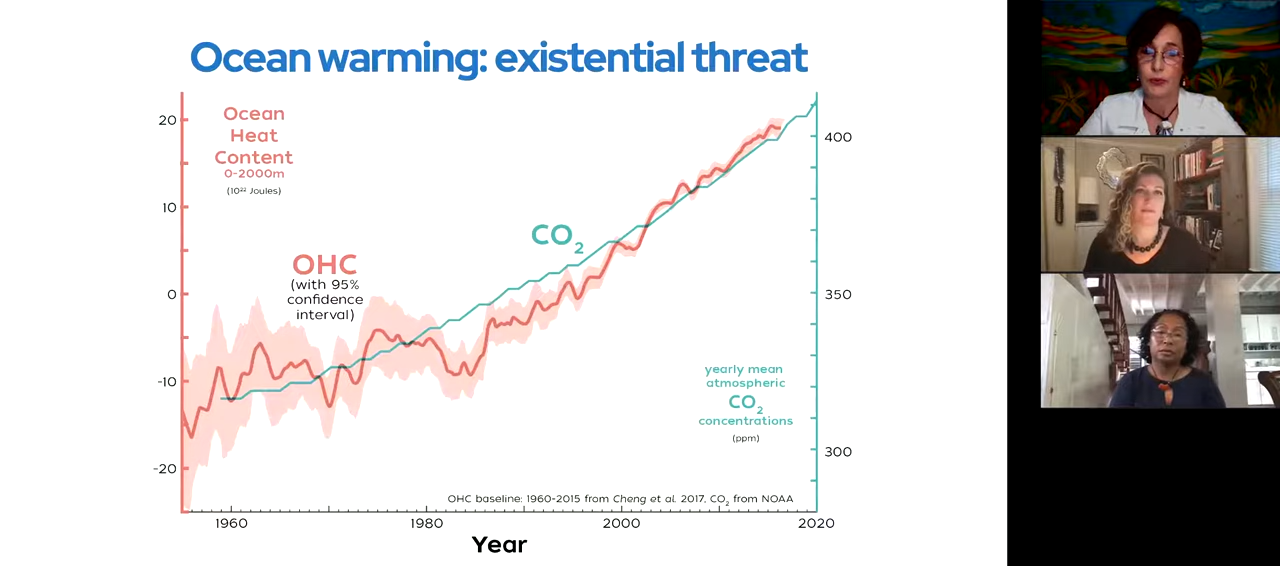 Ocean warming: existential threat
Ocean
Heat
Content
0-2000m
(10²² Joules)
20
10
0
-10
-20
OHC
(with 95%
confidence
interval)
CO₂
400
350
300
yearly mean
atmospheric
CO₂
concentrations
(ppm)
OHC baseline: 1960-2015 from Cheng et al. 2017, CO₂ from NOAA
1960
1980
2000
2020
Year